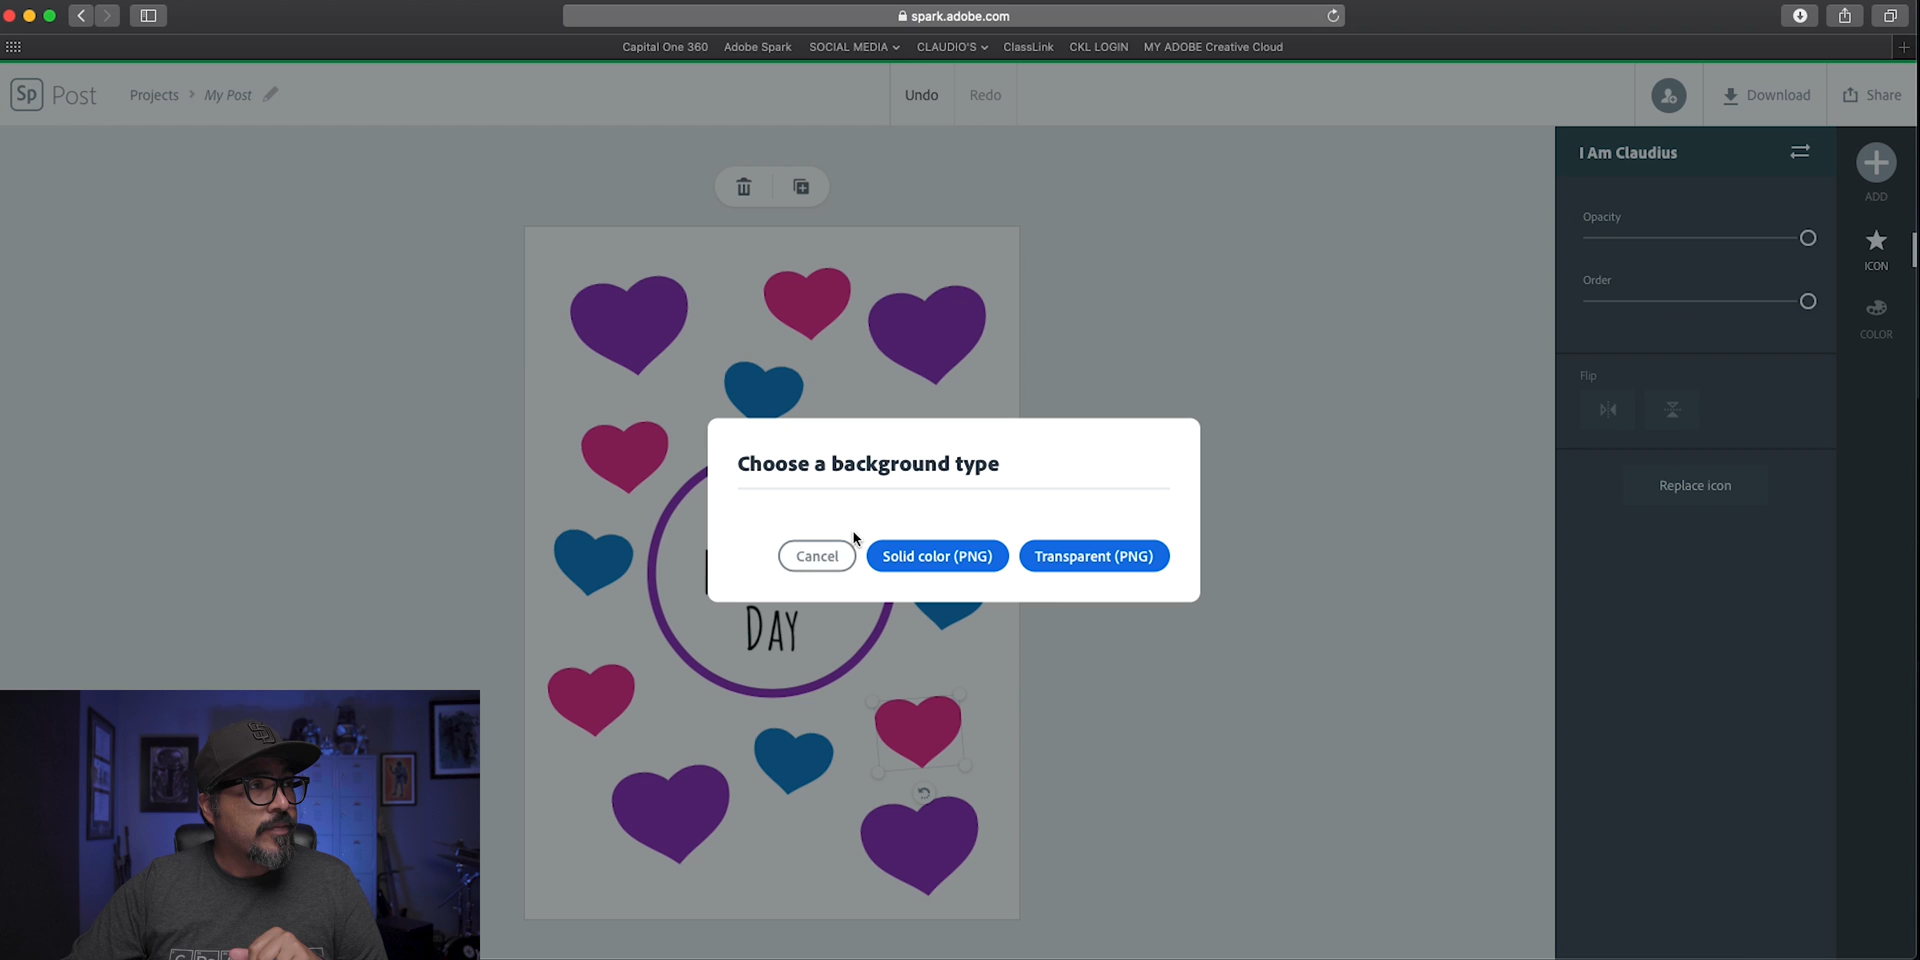 spark.adobe.com
Capital One 360 Adobe Spark SOCIAL MEDIA CLAUDIO'S ClassLink CKL LOGIN MY ADOBE Creative Cloud
Sp Post Projects > My Post Undo Redo Download Share
I Am Claudius
ADD
Opacity
ICON
Order
COLOR
Flip
Replace icon
Choose a background type
Cancel Solid color (PNG) Transparent (PNG)
DAY
SD